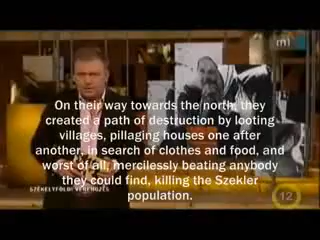 m1
On their way towards the north, they
created a path of destruction by looting
villages, pillaging houses one after
another, in search of clothes and food, and
worst of all, mercilessly beating anybody
they could find, killing the Szekler
population.
SZÉKELYFÖLDI VÉRENGZÉS
12